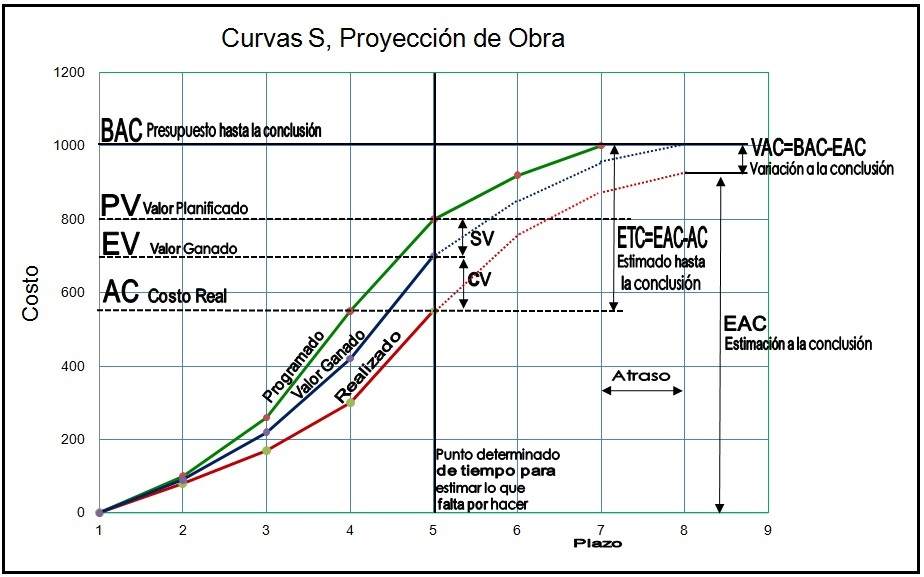 Curvas S, Proyección de Obra
Costo
1200
1000
800
600
400
200
0
BAC Presupuesto hasta la conclusión
PV Valor Planificado
EV Valor Ganado
AC Costo Real
Programado
Valor Ganado
Realizado
SV
CV
VAC=BAC-EAC
Variación a la conclusión
ETC=EAC-AC
Estimado hasta
la conclusión
EAC
Estimación a la conclusión
Atraso
Punto determinado
de tiempo para
estimar lo que
falta por hacer
1 2 3 4 5 6 7 8 9
Plazo